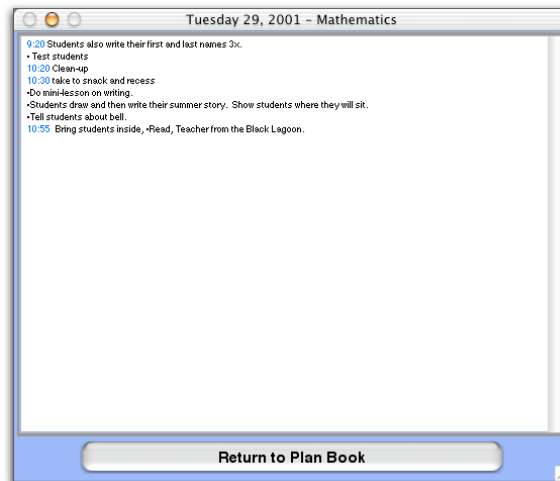 Tuesday 29, 2001 – Mathematics
9:20 Students also write their first and last names 3x.
• Test students
10:20 Clean-up
10:30 take to snack and recess
•Do mini-lesson on writing.
•Students draw and then write their summer story.  Show students where they will sit.
•Tell students about bell.
10:55  Bring students inside, •Read, Teacher from the Black Lagoon.
Return to Plan Book